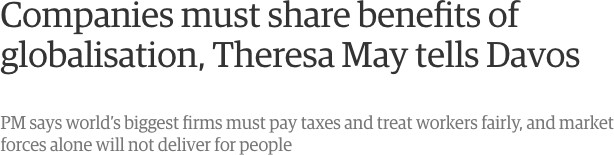 Companies must share benefits of
globalisation, Theresa May tells Davos
PM says world's biggest firms must pay taxes and treat workers fairly, and market
forces alone will not deliver for people